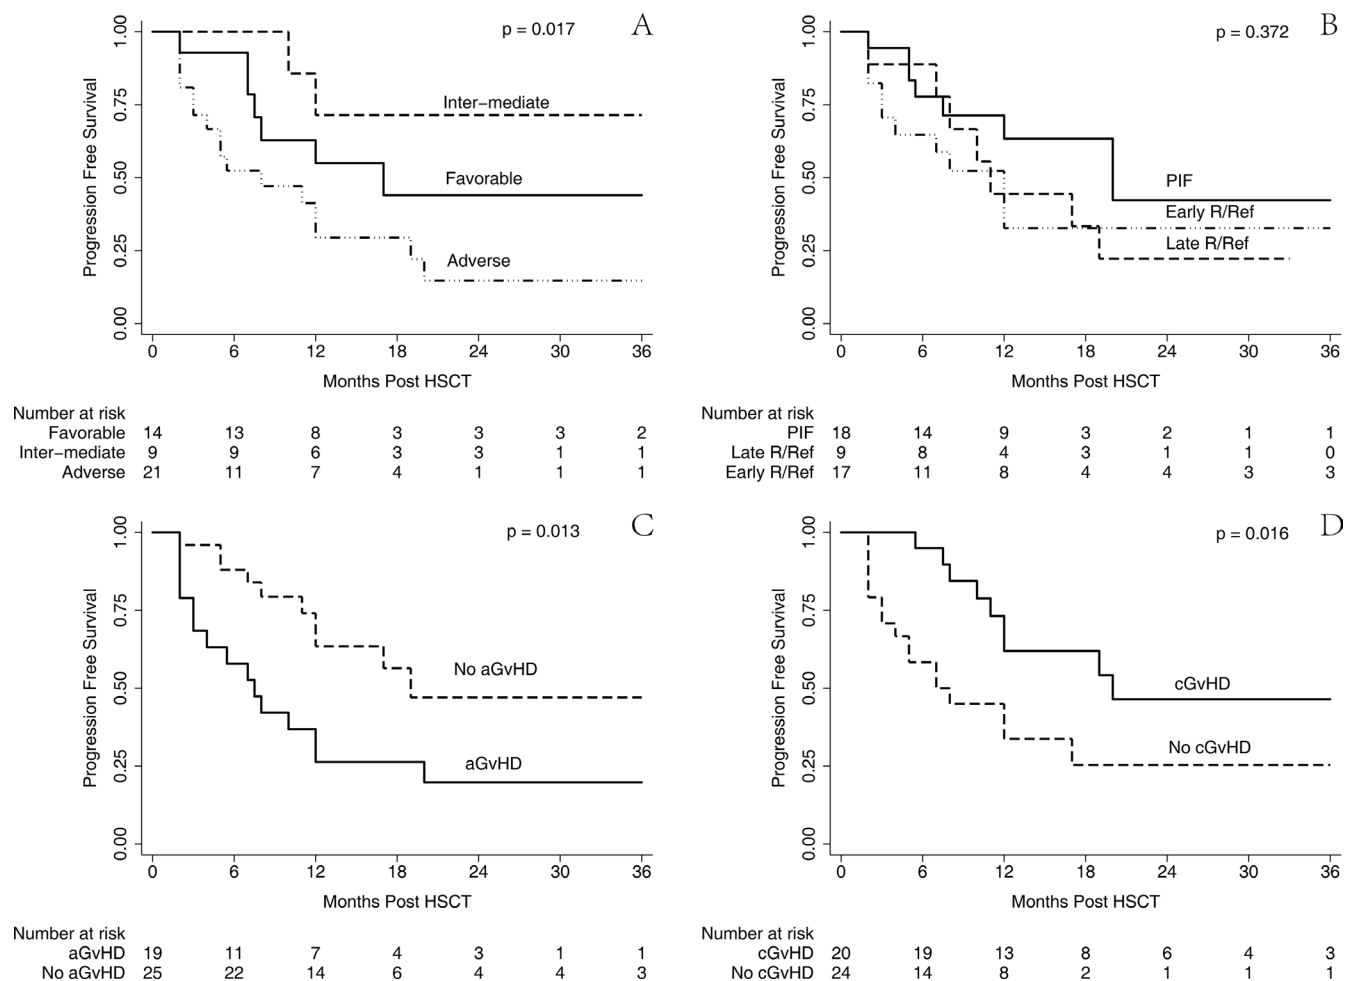 A
p = 0.017
Progression Free Survival
1.00
0.75
0.50
0.25
0.00
Inter-mediate
Favorable
Adverse
0 6 12 18 24 30 36
Months Post HSCT
Number at risk
Favorable 14 13 8 3 3 3 2
Inter-mediate 9 9 6 3 3 1 1
Adverse 21 11 7 4 1 1 1
B
p = 0.372
Progression Free Survival
1.00
0.75
0.50
0.25
0.00
PIF
Early R/Ref
Late R/Ref
0 6 12 18 24 30 36
Months Post HSCT
Number at risk
PIF 18 14 9 3 2 1 1
Late R/Ref 9 8 4 3 1 1 0
Early R/Ref 17 11 8 4 4 3 3
C
p = 0.013
Progression Free Survival
1.00
0.75
0.50
0.25
0.00
No aGvHD
aGvHD
0 6 12 18 24 30 36
Months Post HSCT
Number at risk
aGvHD 19 11 7 4 3 1 1
No aGvHD 25 22 14 6 4 4 3
D
p = 0.016
Progression Free Survival
1.00
0.75
0.50
0.25
0.00
cGvHD
No cGvHD
0 6 12 18 24 30 36
Months Post HSCT
Number at risk
cGvHD 20 19 13 8 6 4 3
No cGvHD 24 14 8 2 1 1 1